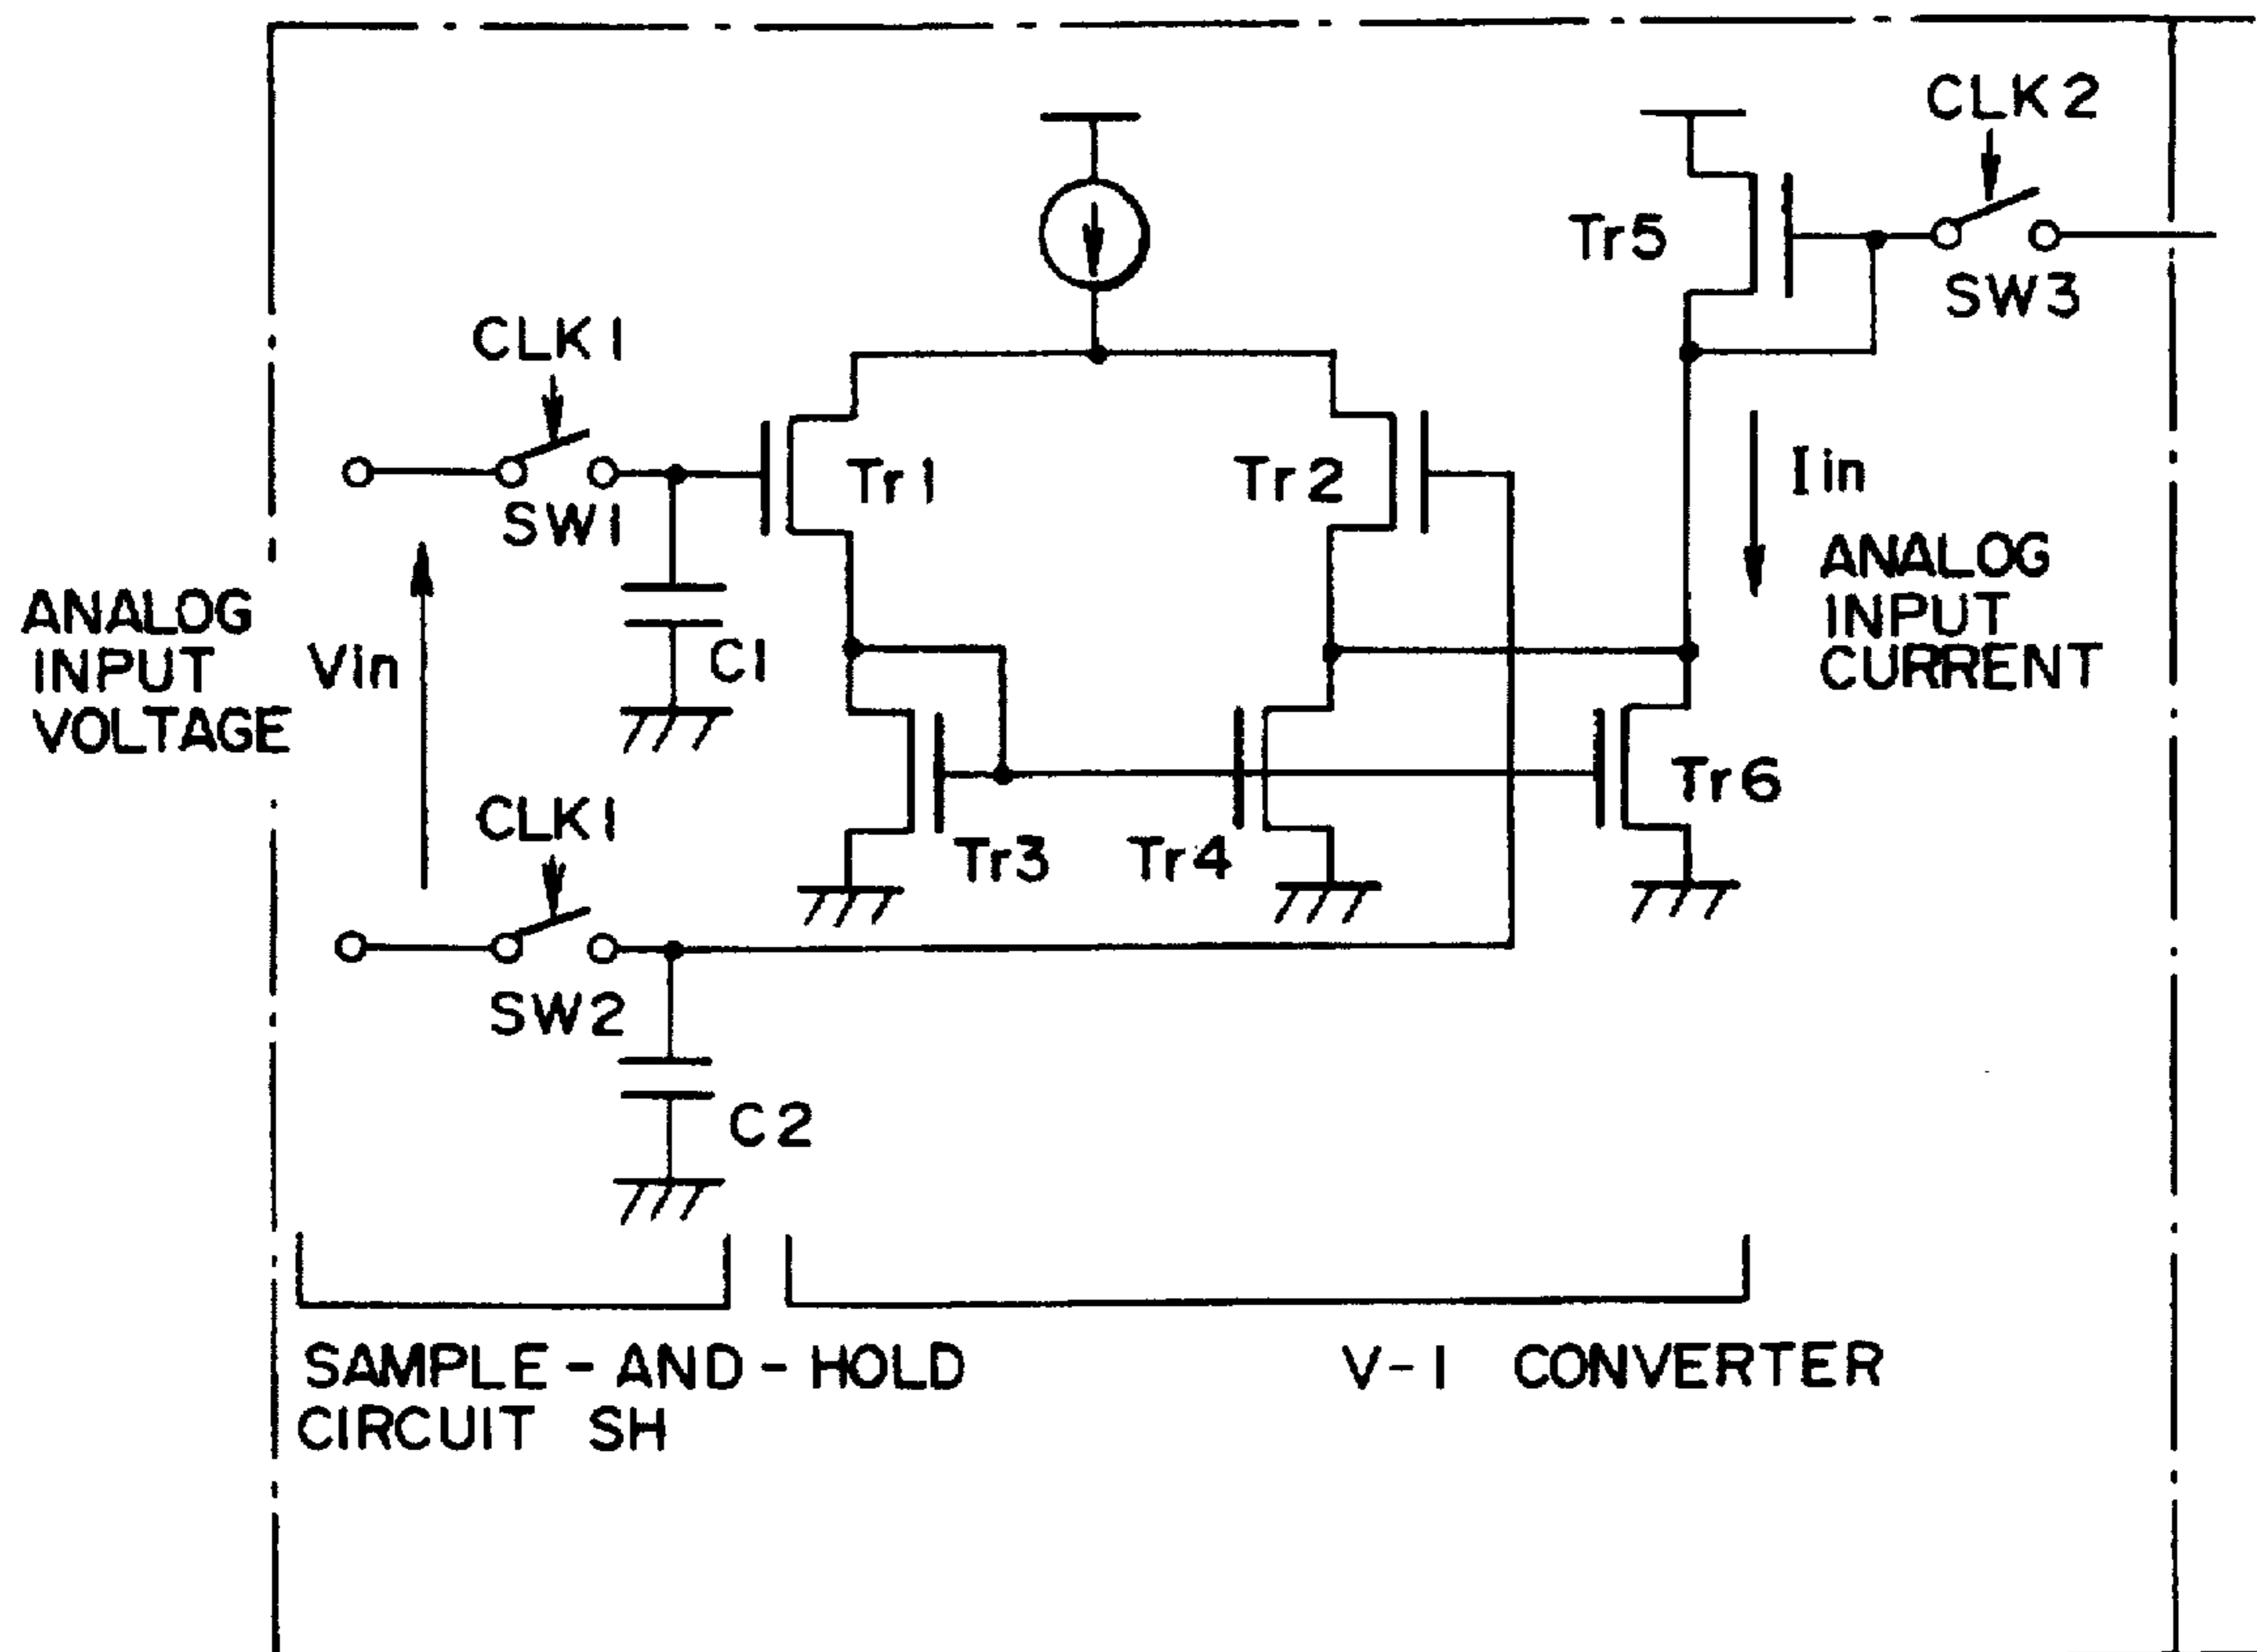 CLK2
Tr5
SW3
CLK1
SW1
Tr1
Tr2
Iin
ANALOG
INPUT
CURRENT
ANALOG
INPUT
VOLTAGE
Vin
C1
CLK1
Tr3
Tr4
Tr6
SW2
C2
SAMPLE-AND-HOLD
CIRCUIT SH
V-I CONVERTER